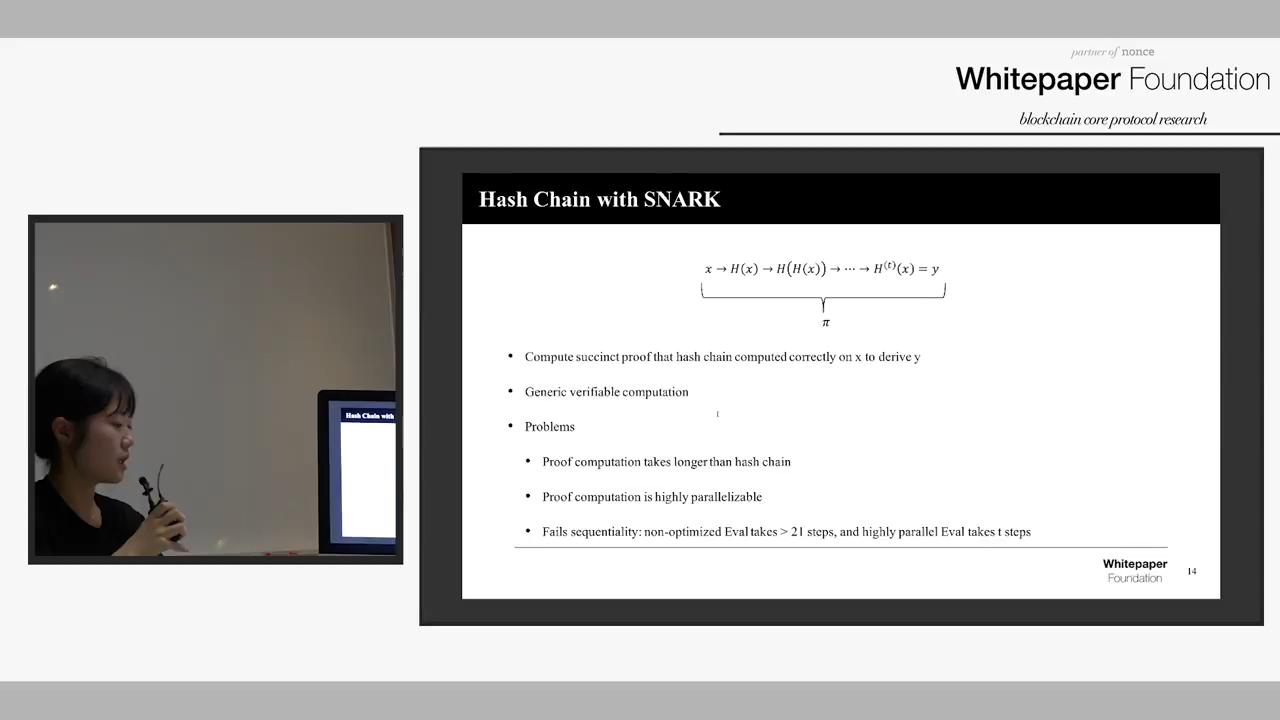 partner of nonce
Whitepaper Foundation
blockchain core protocol research
Hash Chain with SNARK
x → H(x) → H(H(x)) → ⋯ → H⁽ᵗ⁾(x) = y
π
• Compute succinct proof that hash chain computed correctly on x to derive y
• Generic verifiable computation
• Problems
• Proof computation takes longer than hash chain
• Proof computation is highly parallelizable
• Fails sequentiality: non-optimized Eval takes > 21 steps, and highly parallel Eval takes t steps
Whitepaper
Foundation
14
Hash Chain with